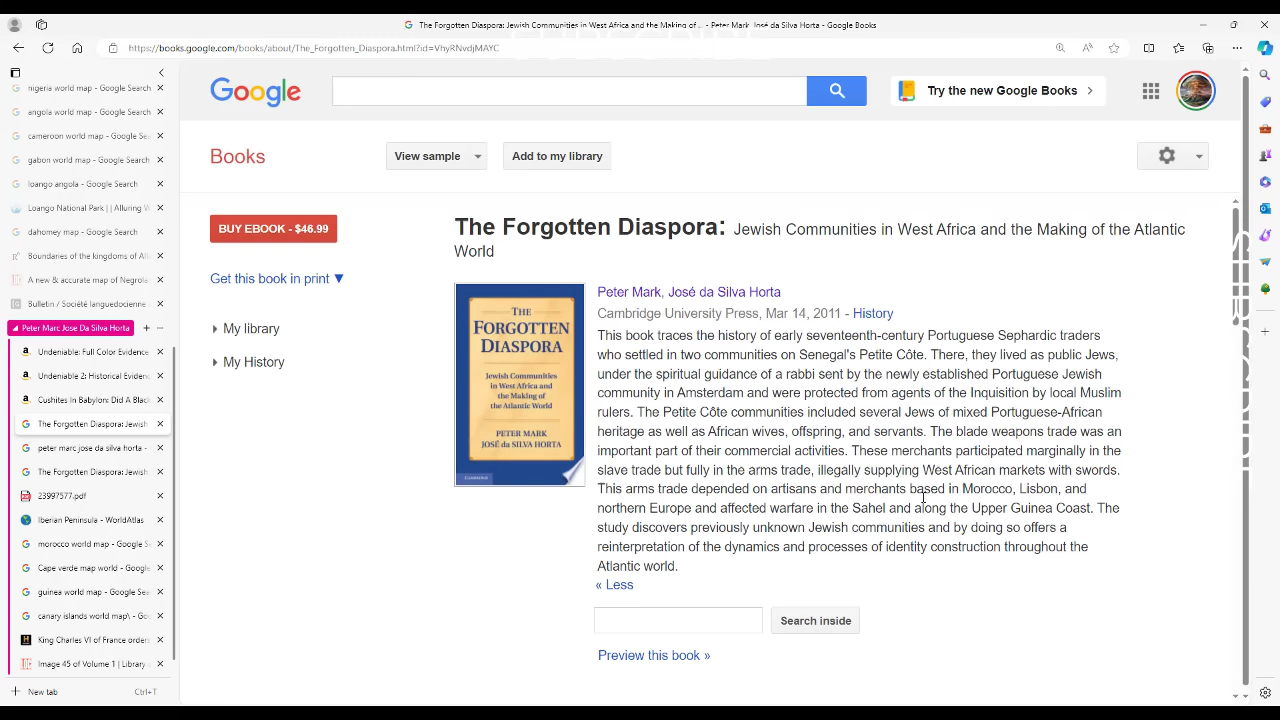 The Forgotten Diaspora: Jewish Communities in West Africa and the Making of... - Peter Mark, José da Silva Horta - Google Books
https://books.google.com/books/about/The_Forgotten_Diaspora.html?id=VhyRNvdjMAYC
nigeria world map - Google Sear
angola world map - Google Sear
cameroon world map - Google Se
gabon world map - Google Search
loango angola - Google Search
Loango National Park | | Alluring W
dahomey map - Google Search
Boundaries of the kingdoms of A
A new & accurate map of Negrole
Bulletin / Société languedocienne
Peter Marc Jose Da Silva Horta
Undeniable: Full Color Evidence
Undeniable 2: Historical Evidenc
Cushites In Babylon: Did A Black
The Forgotten Diaspora: Jewish
peter marc jose da silva horta -
The Forgotten Diaspora: Jewish
Iberian Peninsula - WorldAtlas
morocco world map - Google Se
Cape verde map world - Google
guinea world map - Google Sear
canary islands world map - Goog
King Charles VI of France orders
Image 45 of Volume 1 | Library o
New tab
Ctrl+T
Google
Try the new Google Books
Books
View sample
Add to my library
BUY EBOOK - $46.99
Get this book in print ▼
My library
My History
The Forgotten Diaspora: Jewish Communities in West Africa and the Making of the Atlantic
World
THE
FORGOTTEN
DIASPORA
Jewish Communities
in West Africa
and the Making
of the
Atlantic World
PETER MARK
JOSÉ da SILVA HORTA
CAMBRIDGE
Peter Mark, José da Silva Horta
Cambridge University Press, Mar 14, 2011 - History
This book traces the history of early seventeenth-century Portuguese Sephardic traders
who settled in two communities on Senegal's Petite Côte. There, they lived as public Jews,
under the spiritual guidance of a rabbi sent by the newly established Portuguese Jewish
community in Amsterdam and were protected from agents of the Inquisition by local Muslim
rulers. The Petite Côte communities included several Jews of mixed Portuguese-African
heritage as well as African wives, offspring, and servants. The blade weapons trade was an
important part of their commercial activities. These merchants participated marginally in the
slave trade but fully in the arms trade, illegally supplying West African markets with swords.
This arms trade depended on artisans and merchants based in Morocco, Lisbon, and
northern Europe and affected warfare in the Sahel and along the Upper Guinea Coast. The
study discovers previously unknown Jewish communities and by doing so offers a
reinterpretation of the dynamics and processes of identity construction throughout the
Atlantic world.
« Less
Search inside
Preview this book »
SUBSCRIBE